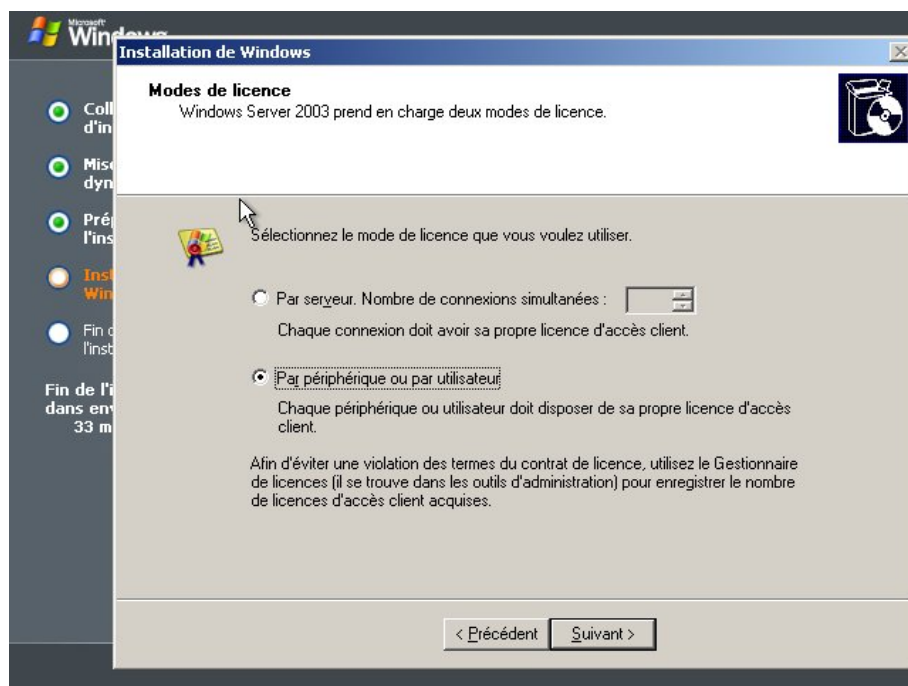 Microsoft
Windows
Installation de Windows
Modes de licence
Windows Server 2003 prend en charge deux modes de licence.
d'in
dyn
l'ins
Fin d
l'inst
Fin de l'i
dans env
33 m
Sélectionnez le mode de licence que vous voulez utiliser.
Par serveur. Nombre de connexions simultanées :
Chaque connexion doit avoir sa propre licence d'accès client.
Par périphérique ou par utilisateur
Chaque périphérique ou utilisateur doit disposer de sa propre licence d'accès
client.
Afin d'éviter une violation des termes du contrat de licence, utilisez le Gestionnaire
de licences (il se trouve dans les outils d'administration) pour enregistrer le nombre
de licences d'accès client acquises.
< Précédent
Suivant >